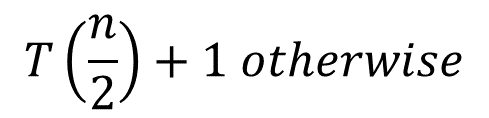 T(n/2) + 1 otherwise